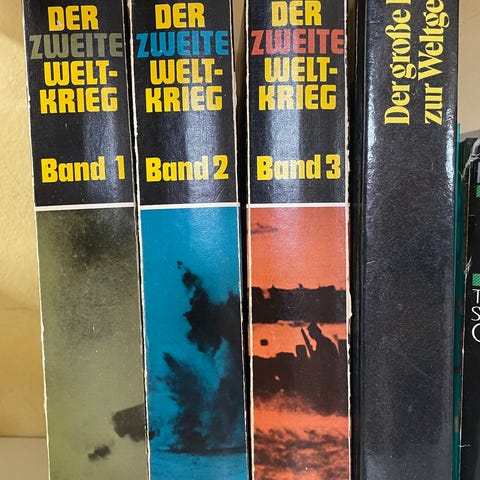 DER
ZWEITE
WELT-
KRIEG
Band 1
DER
ZWEITE
WELT-
KRIEG
Band 2
DER
ZWEITE
WELT-
KRIEG
Band 3
Der große
zur Weltge